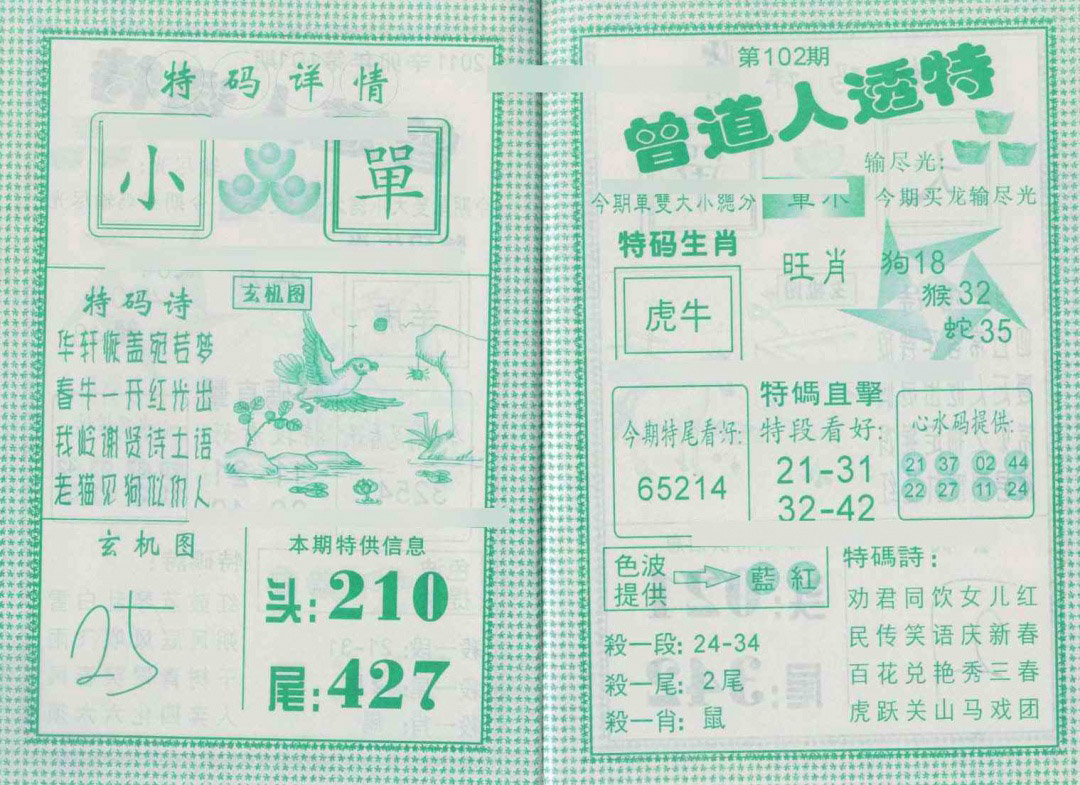 特码详情
小 單
特码诗
玄机图
华轩恢盖宛若梦
春牛一开红光出
我岭谢贤诗土语
老猫见狗似仇人
玄机图
25
本期特供信息
头:210
尾:427
第102期
曾道人透特
输尽光:
今期买龙输尽光
今期单雙大小總分
特码生肖
虎牛
旺肖
狗18
猴32
蛇35
今期特尾看好:
65214
特碼直擊
特段看好:
21-31
32-42
心水码提供:
21 37 02 44
22 27 11 24
色波
提供
藍 紅
殺一段: 24-34
殺一尾: 2尾
殺一肖: 鼠
特碼詩:
劝君同饮女儿红
民传笑语庆新春
百花兑艳秀三春
虎跃关山马戏团